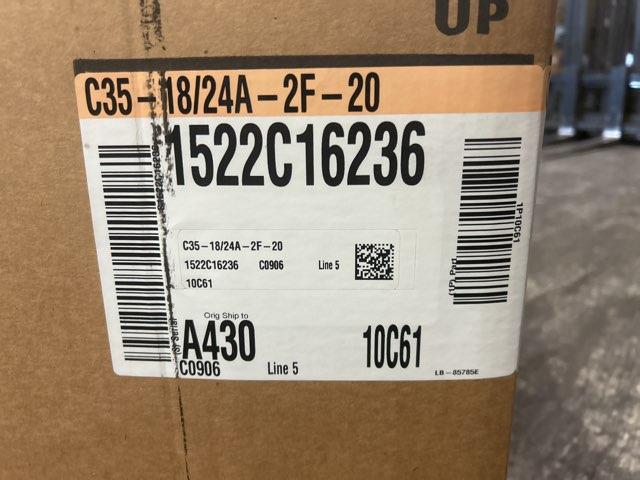 UP
C35-18/24A-2F-20
1522C16236
C35-18/24A-2F-20
1522C16236 C0906 Line 5
10C61
(S) Serial
Orig Ship to
A430
10C61
C0906 Line 5
LB-85785E
1P10C61
(1P) Part